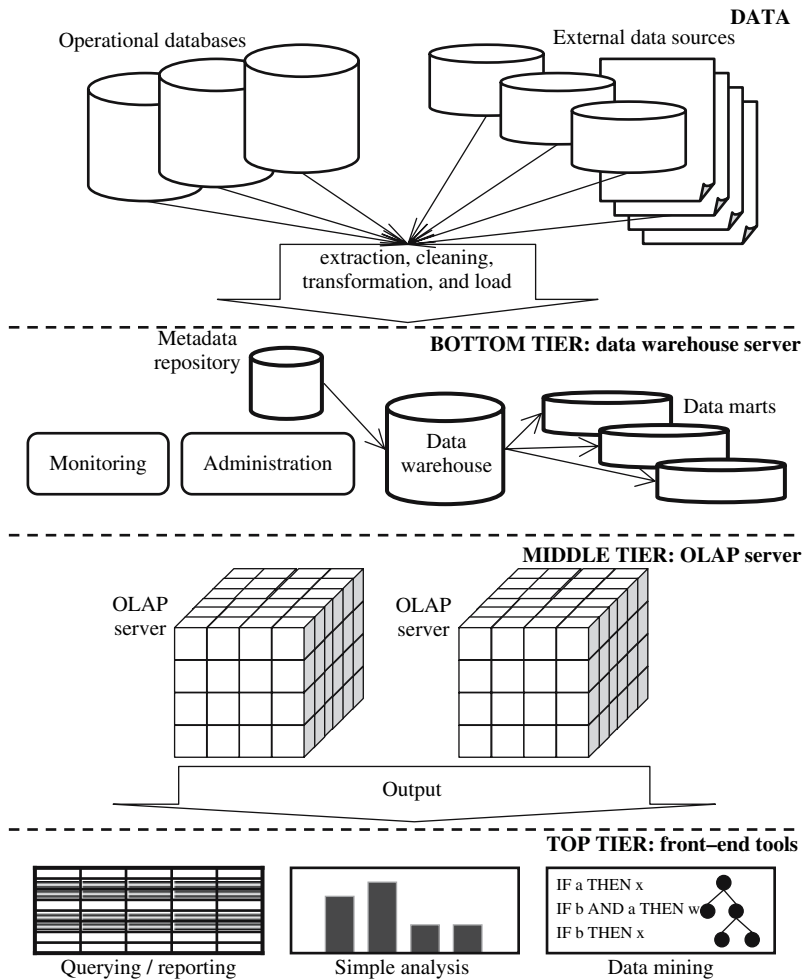 DATA
Operational databases
External data sources
extraction, cleaning,
transformation, and load
BOTTOM TIER: data warehouse server
Metadata
repository
Data marts
Data
warehouse
Monitoring
Administration
MIDDLE TIER: OLAP server
OLAP
server
OLAP
server
Output
TOP TIER: front–end tools
IF a THEN x
IF b AND a THEN w
IF b THEN x
Querying / reporting
Simple analysis
Data mining